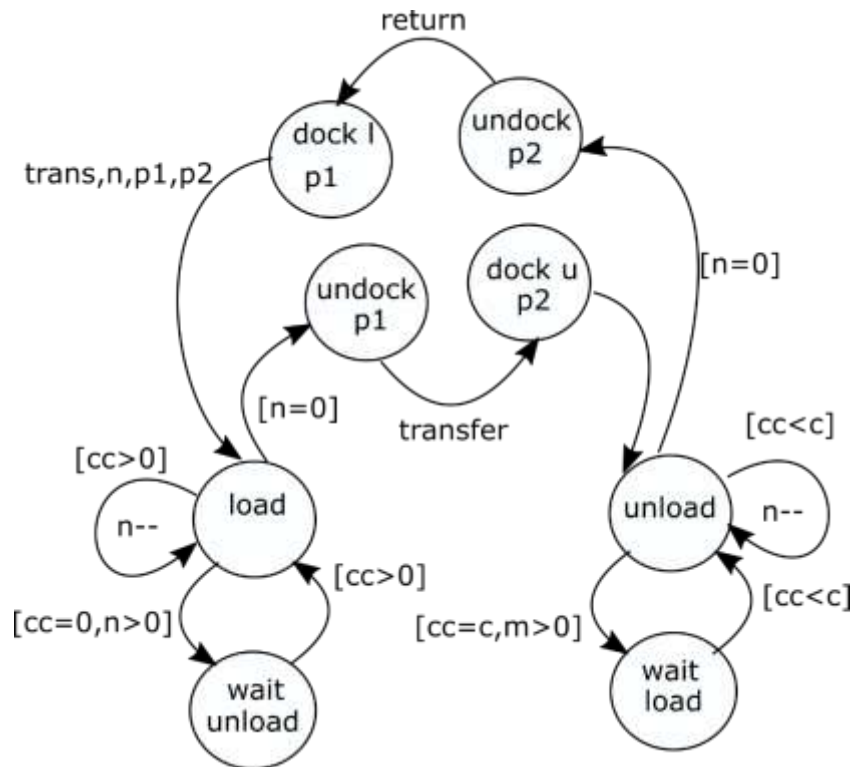 return
dock l
p1
undock
p2
trans,n,p1,p2
undock
p1
dock u
p2
[n=0]
[n=0]
transfer
[cc>0]
[cc<c]
load
unload
n--
n--
[cc>0]
[cc<c]
[cc=0,n>0]
[cc=c,m>0]
wait
unload
wait
load